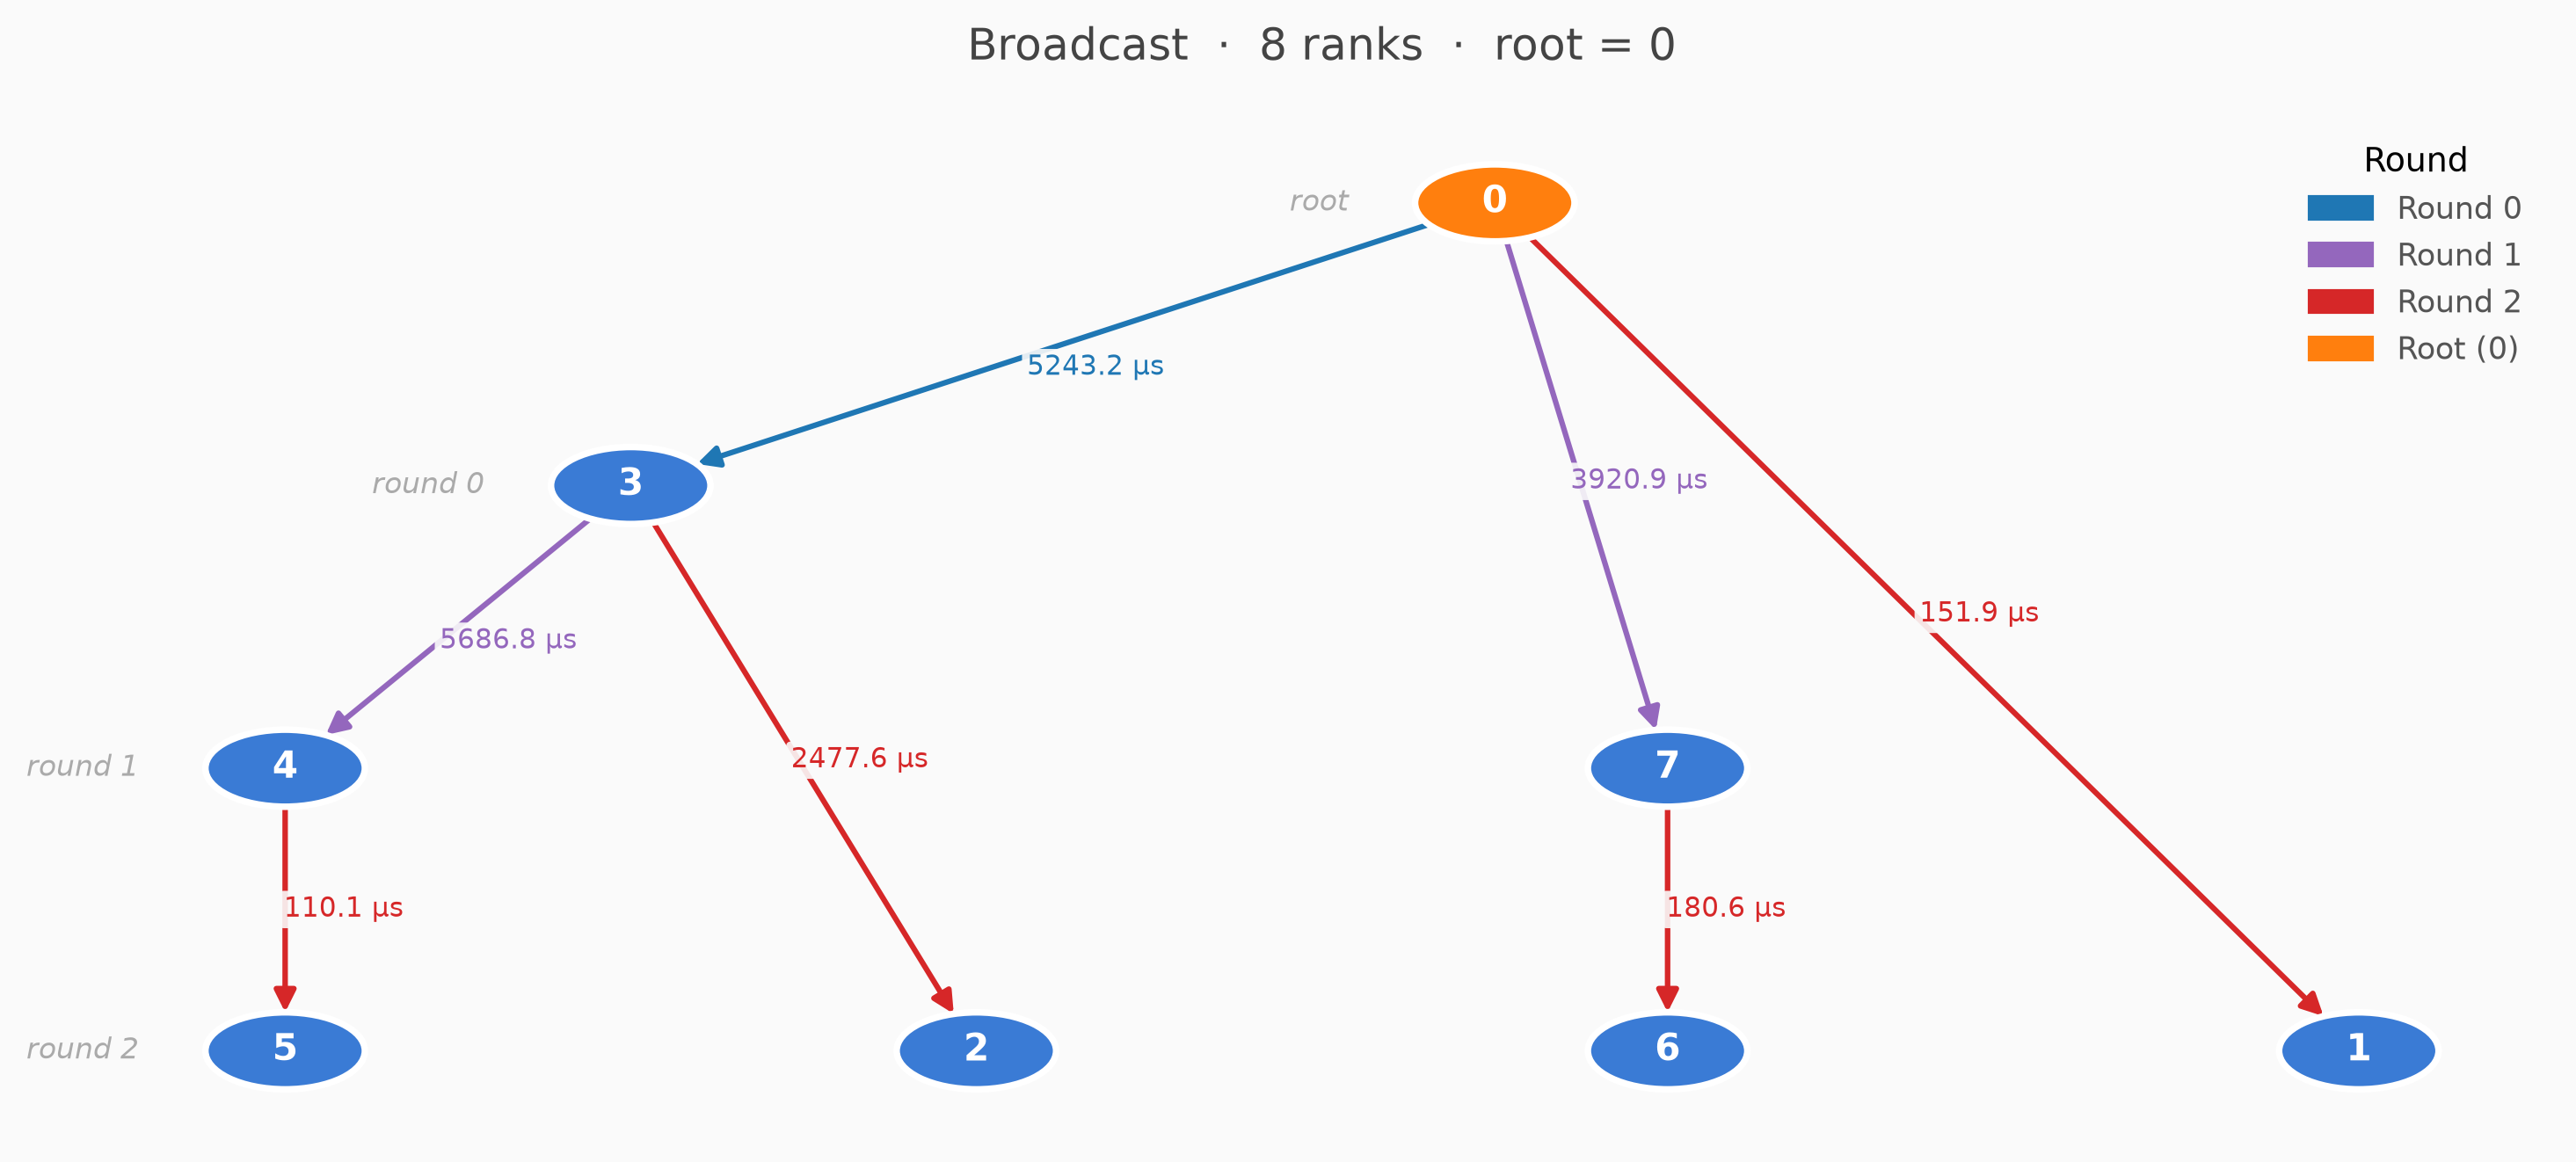 Broadcast · 8 ranks · root = 0
Round
Round 0
Round 1
Round 2
Root (0)
root
0
5243.2 µs
3920.9 µs
round 0
3
151.9 µs
5686.8 µs
2477.6 µs
round 1
4
7
110.1 µs
180.6 µs
round 2
5
2
6
1